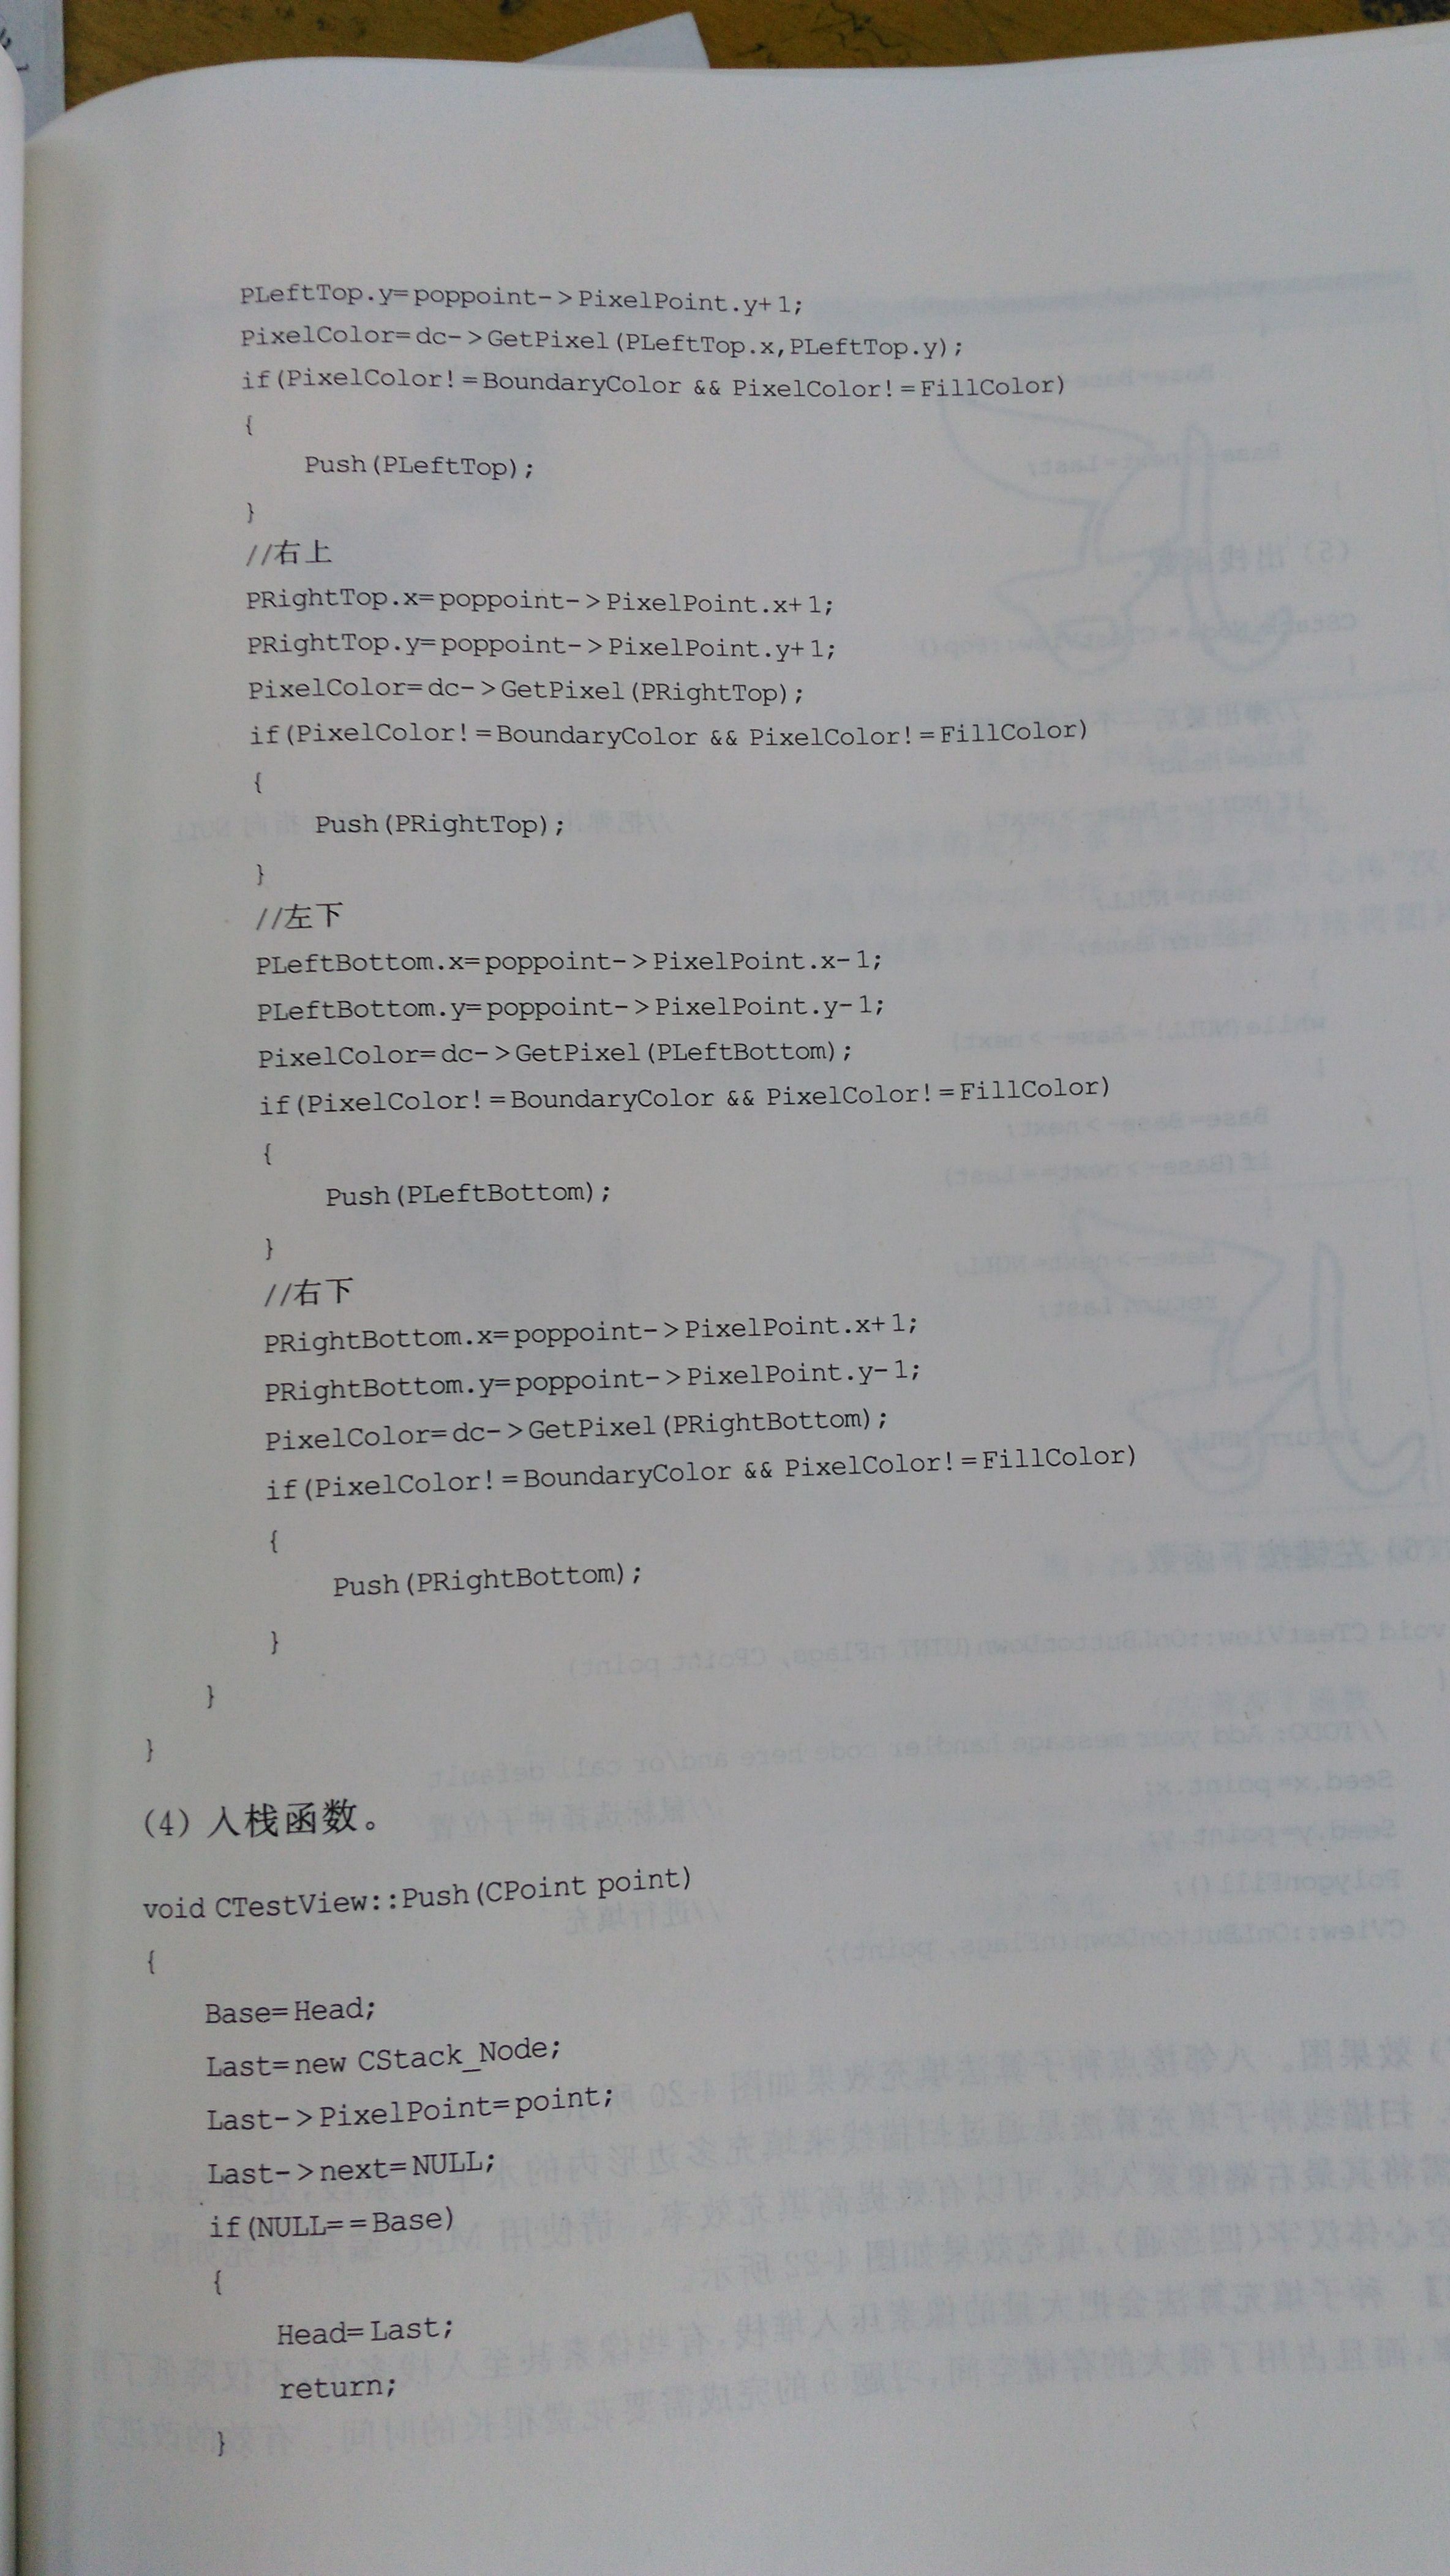 PLeftTop.y=poppoint->PixelPoint.y+1;
PixelColor=dc->GetPixel(PLeftTop.x,PLeftTop.y);
if(PixelColor!=BoundaryColor && PixelColor!=FillColor)
{
Push(PLeftTop);
}
//右上
PRightTop.x=poppoint->PixelPoint.x+1;
PRightTop.y=poppoint->PixelPoint.y+1;
PixelColor=dc->GetPixel(PRightTop);
if(PixelColor!=BoundaryColor && PixelColor!=FillColor)
{
Push(PRightTop);
}
//左下
PLeftBottom.x=poppoint->PixelPoint.x-1;
PLeftBottom.y=poppoint->PixelPoint.y-1;
PixelColor=dc->GetPixel(PLeftBottom);
if(PixelColor!=BoundaryColor && PixelColor!=FillColor)
{
Push(PLeftBottom);
}
//右下
PRightBottom.x=poppoint->PixelPoint.x+1;
PRightBottom.y=poppoint->PixelPoint.y-1;
PixelColor=dc->GetPixel(PRightBottom);
if(PixelColor!=BoundaryColor && PixelColor!=FillColor)
{
Push(PRightBottom);
}
}
}
(4) 入栈函数。
void CTestView::Push(CPoint point)
{
Base=Head;
Last=new CStack_Node;
Last->PixelPoint=point;
Last->next=NULL;
if(NULL==Base)
{
Head=Last;
return;
}